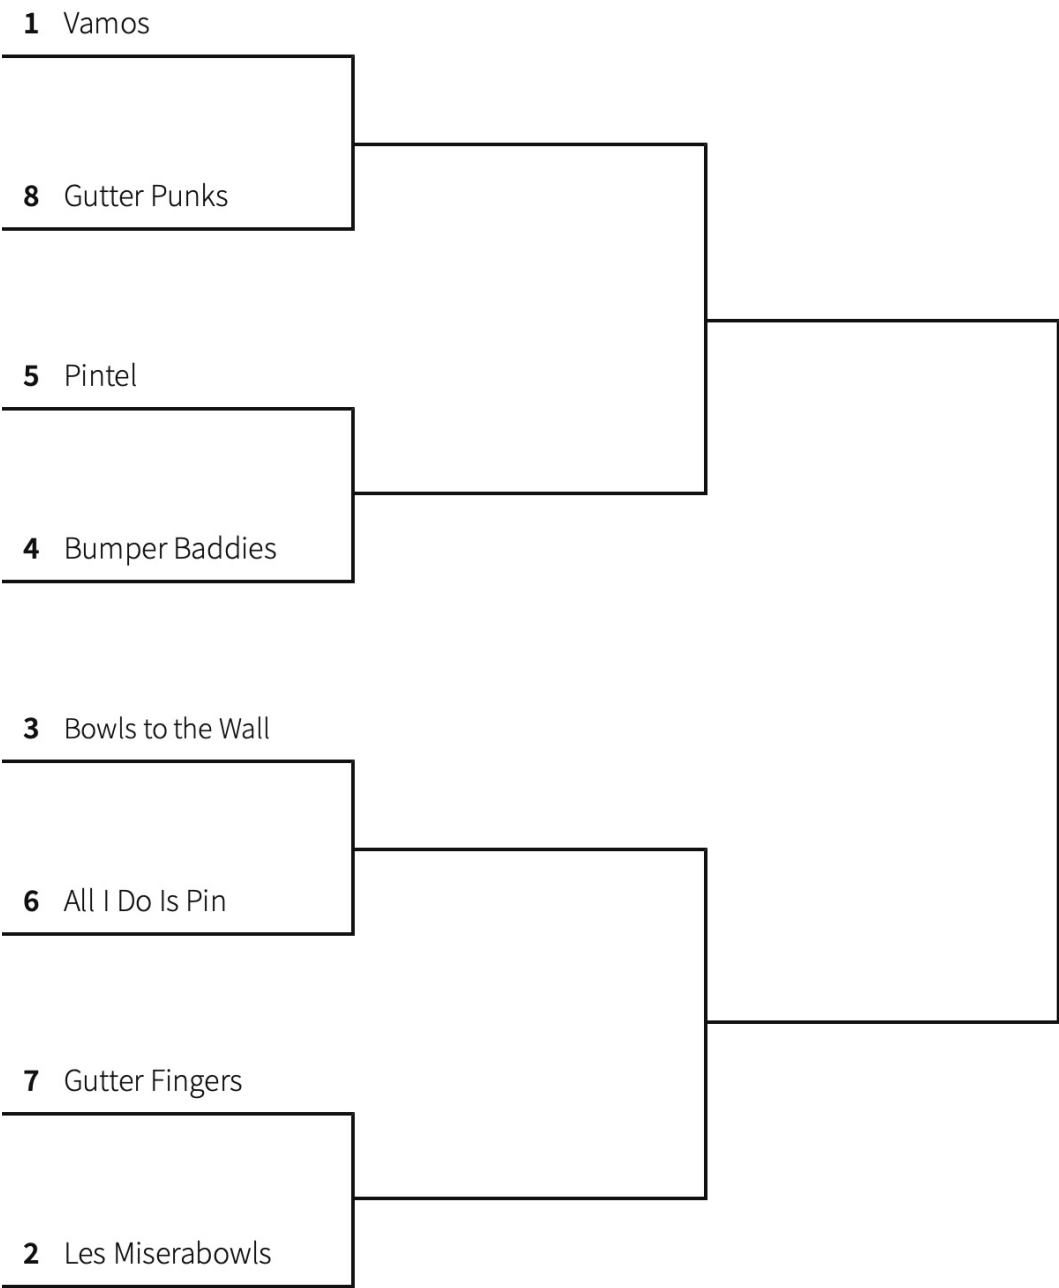 1 Vamos
8 Gutter Punks
5 Pintel
4 Bumper Baddies
3 Bowls to the Wall
6 All I Do Is Pin
7 Gutter Fingers
2 Les Miserabowls